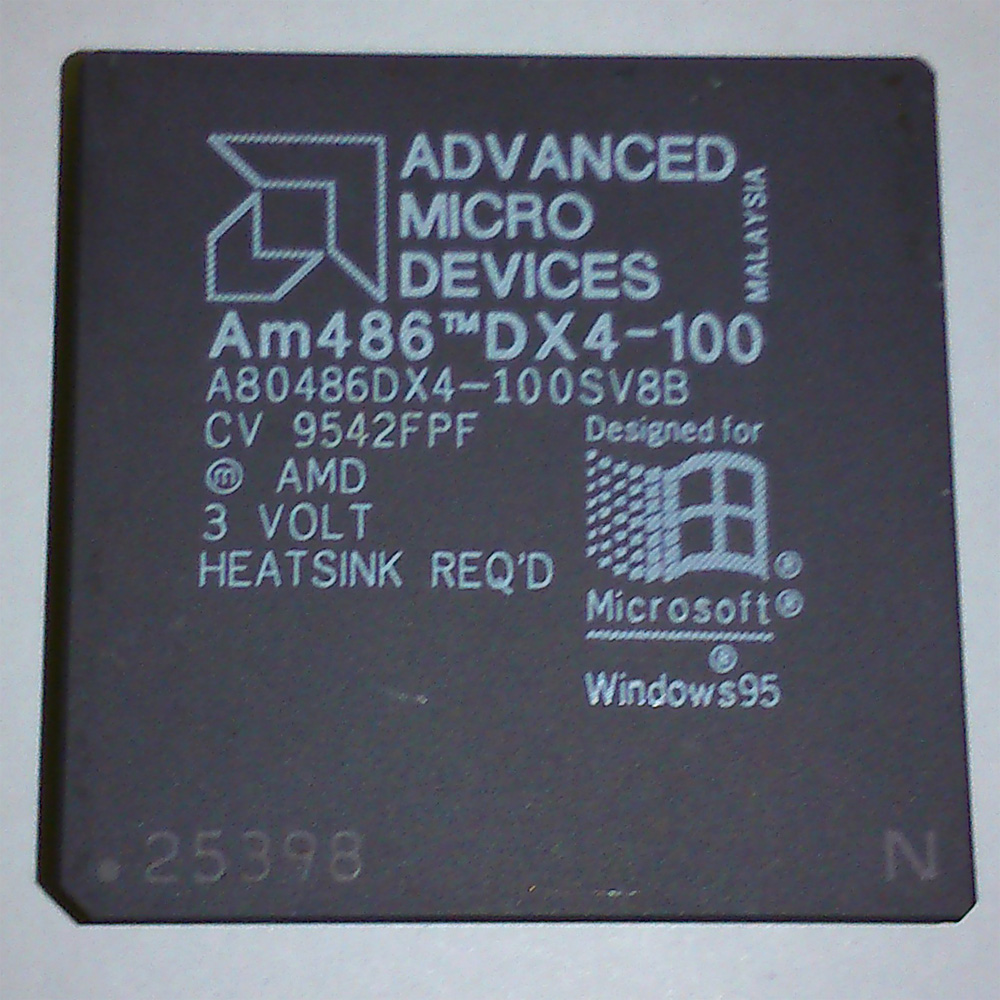 ADVANCED
MICRO
DEVICES
MALAYSIA
Am486™DX4-100
A80486DX4-100SV8B
CV 9542FPF
ⓜ AMD
3 VOLT
HEATSINK REQ'D
Designed for
®
Microsoft®
®
Windows95
25398
N